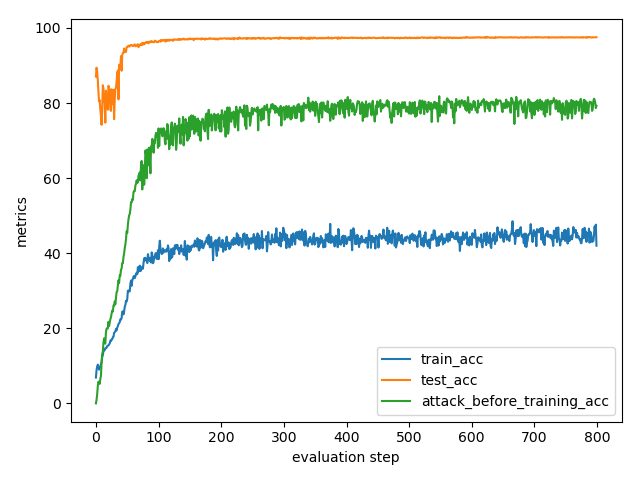 100
80
60
40
20
0
metrics
train_acc
test_acc
attack_before_training_acc
0 100 200 300 400 500 600 700 800
evaluation step